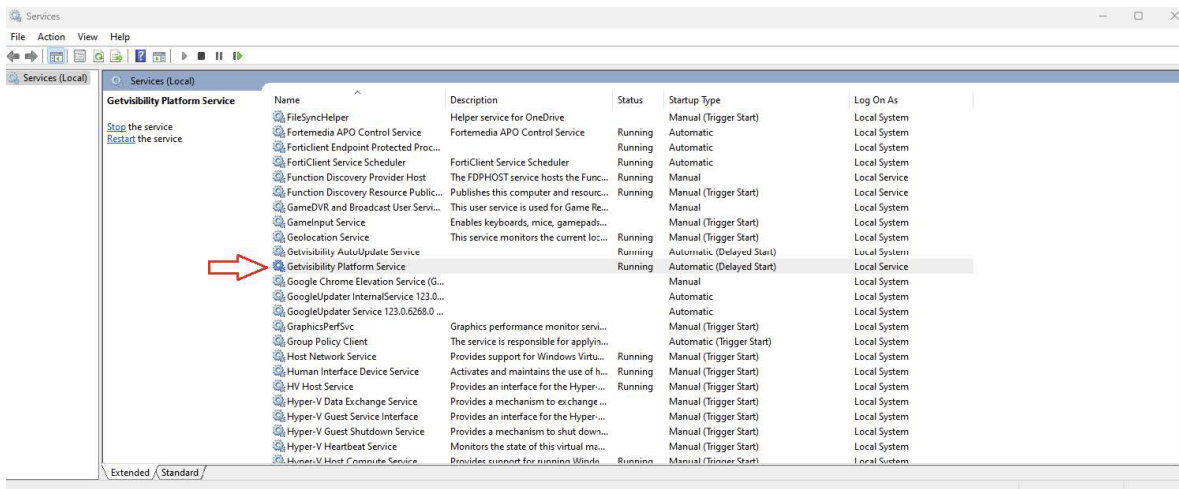 Services
File Action View Help
Services (Local)
Services (Local)
Getvisibility Platform Service
Stop the service
Restart the service
Name Description Status Startup Type Log On As
FileSyncHelper Helper service for OneDrive Manual (Trigger Start) Local System
Fortemedia APO Control Service Fortemedia APO Control Service Running Automatic Local System
Forticlient Endpoint Protected Proc... Running Automatic Local System
FortiClient Service Scheduler FortiClient Service Scheduler Running Automatic Local System
Function Discovery Provider Host The FDPHOST service hosts the Func... Running Manual Local Service
Function Discovery Resource Public... Publishes this computer and resourc... Running Manual (Trigger Start) Local Service
GameDVR and Broadcast User Servi... This user service is used for Game Re... Manual Local System
GameInput Service Enables keyboards, mice, gamepads... Manual (Trigger Start) Local System
Geolocation Service This service monitors the current loc... Running Manual (Trigger Start) Local System
Getvisibility AutoUpdate Service Running Automatic (Delayed Start) Local System
Getvisibility Platform Service Running Automatic (Delayed Start) Local Service
Google Chrome Elevation Service (G... Manual Local System
GoogleUpdater InternalService 123.0... Automatic Local System
GoogleUpdater Service 123.0.6268.0 ... Automatic Local System
GraphicsPerfSvc Graphics performance monitor servi... Manual (Trigger Start) Local System
Group Policy Client The service is responsible for applyin... Automatic (Trigger Start) Local System
Host Network Service Provides support for Windows Virtu... Running Manual (Trigger Start) Local System
Human Interface Device Service Activates and maintains the use of h... Running Manual (Trigger Start) Local System
HV Host Service Provides an interface for the Hyper-... Running Manual (Trigger Start) Local System
Hyper-V Data Exchange Service Provides a mechanism to exchange ... Manual (Trigger Start) Local System
Hyper-V Guest Service Interface Provides an interface for the Hyper-... Manual (Trigger Start) Local System
Hyper-V Guest Shutdown Service Provides a mechanism to shut down... Manual (Trigger Start) Local System
Hyper-V Heartbeat Service Monitors the state of this virtual ma... Manual (Trigger Start) Local System
Hyper-V Host Compute Service Provides support for running Windo... Running Manual (Trigger Start) Local System
Extended Standard